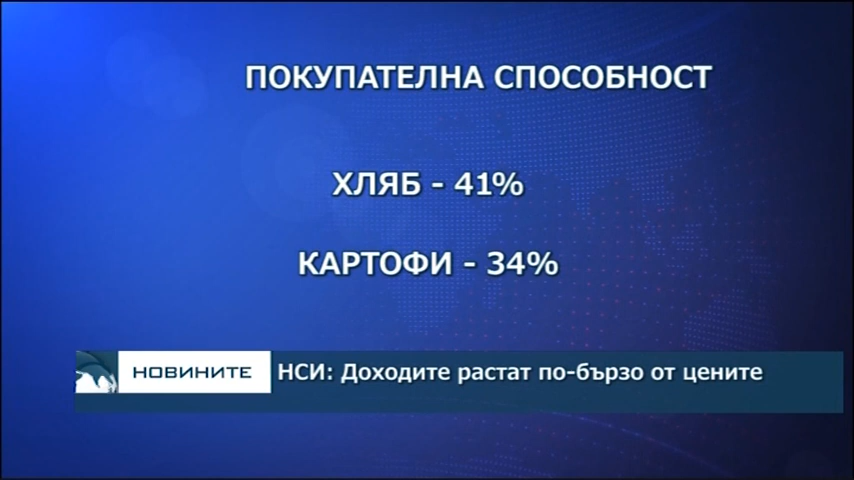 ПОКУПАТЕЛНА СПОСОБНОСТ
ХЛЯБ - 41%
КАРТОФИ - 34%
НОВИНИТЕ НСИ: Доходите растат по-бързо от цените